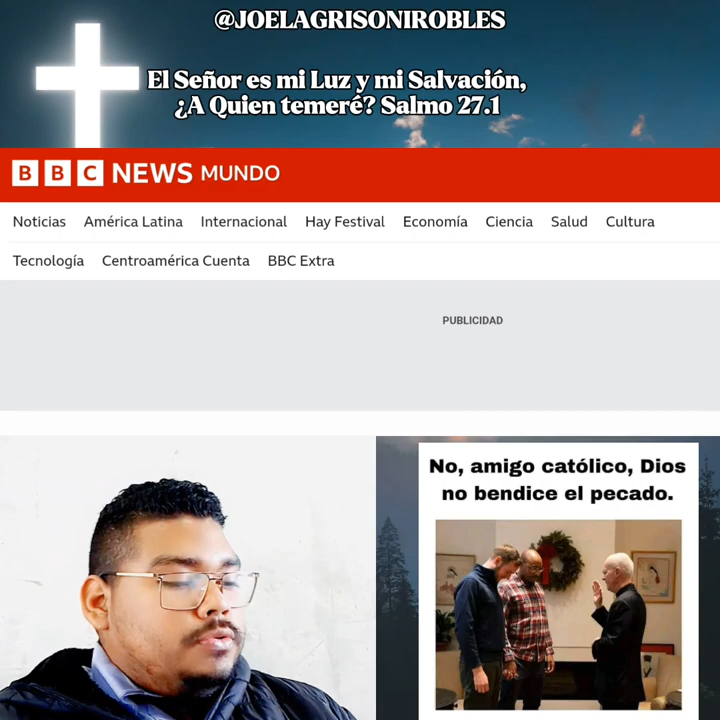 @JOELAGRISONIROBLES
El Señor es mi Luz y mi Salvación,
¿A Quien temeré? Salmo 27.1
BBC NEWS MUNDO
Noticias América Latina Internacional Hay Festival Economía Ciencia Salud Cultura
Tecnología Centroamérica Cuenta BBC Extra
PUBLICIDAD
No, amigo católico, Dios
no bendice el pecado.